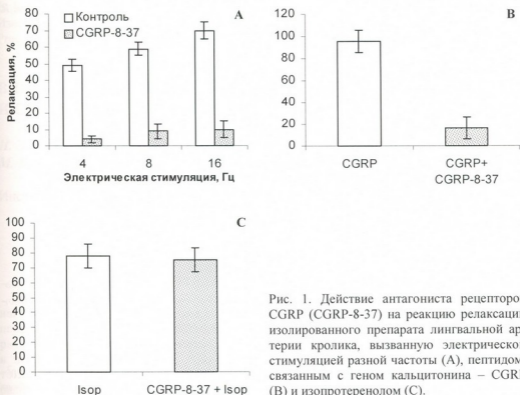 A
Контроль
CGRP-8-37
Релаксация, %
80
70
60
50
40
30
20
10
0
4 8 16
Электрическая стимуляция, Гц
B
120
100
80
60
40
20
0
CGRP
CGRP+
CGRP-8-37
C
100
90
80
70
60
50
40
30
20
10
0
Isop
CGRP-8-37 + Isop
Рис. 1. Действие антагониста рецепторо
CGRP (CGRP-8-37) на реакцию релаксаци
изолированного препарата лингвальной ар
терии кролика, вызванную электрическо
стимуляцией разной частоты (А), пептидом
связанным с геном кальцитонина – CGRP
(В) и изопротеренолом (С).